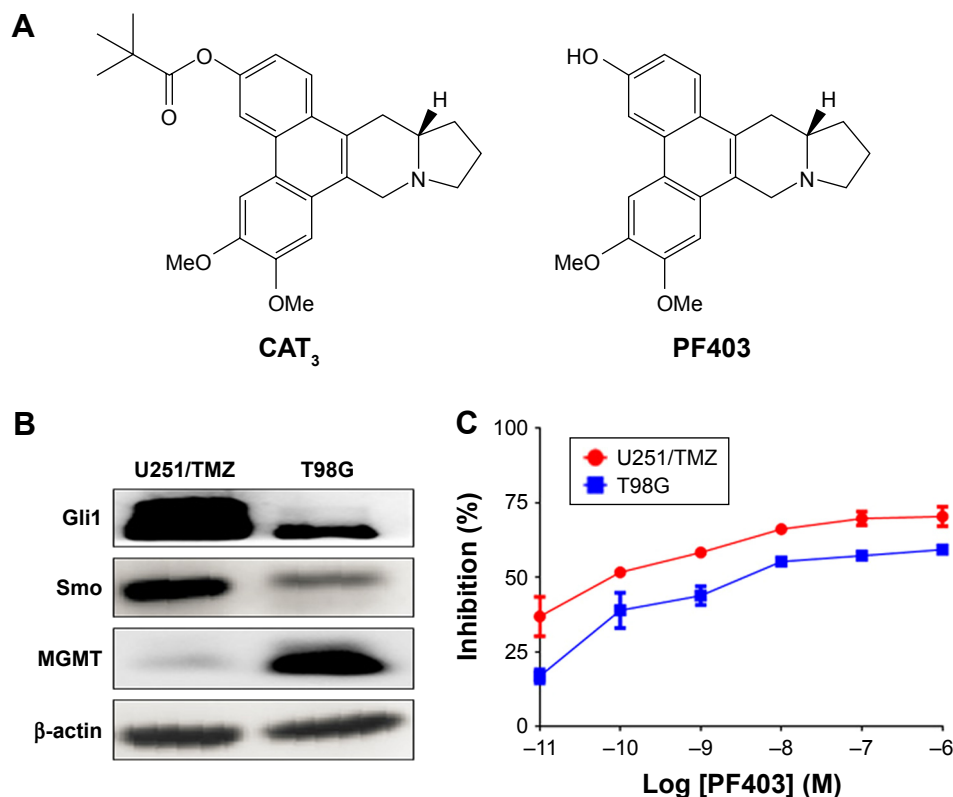 A
O
O
H
N
MeO
OMe
CAT3
HO
H
N
MeO
OMe
PF403
B
U251/TMZ T98G
Gli1
Smo
MGMT
β-actin
C
100
75
50
25
0
Inhibition (%)
U251/TMZ
T98G
–11 –10 –9 –8 –7 –6
Log [PF403] (M)